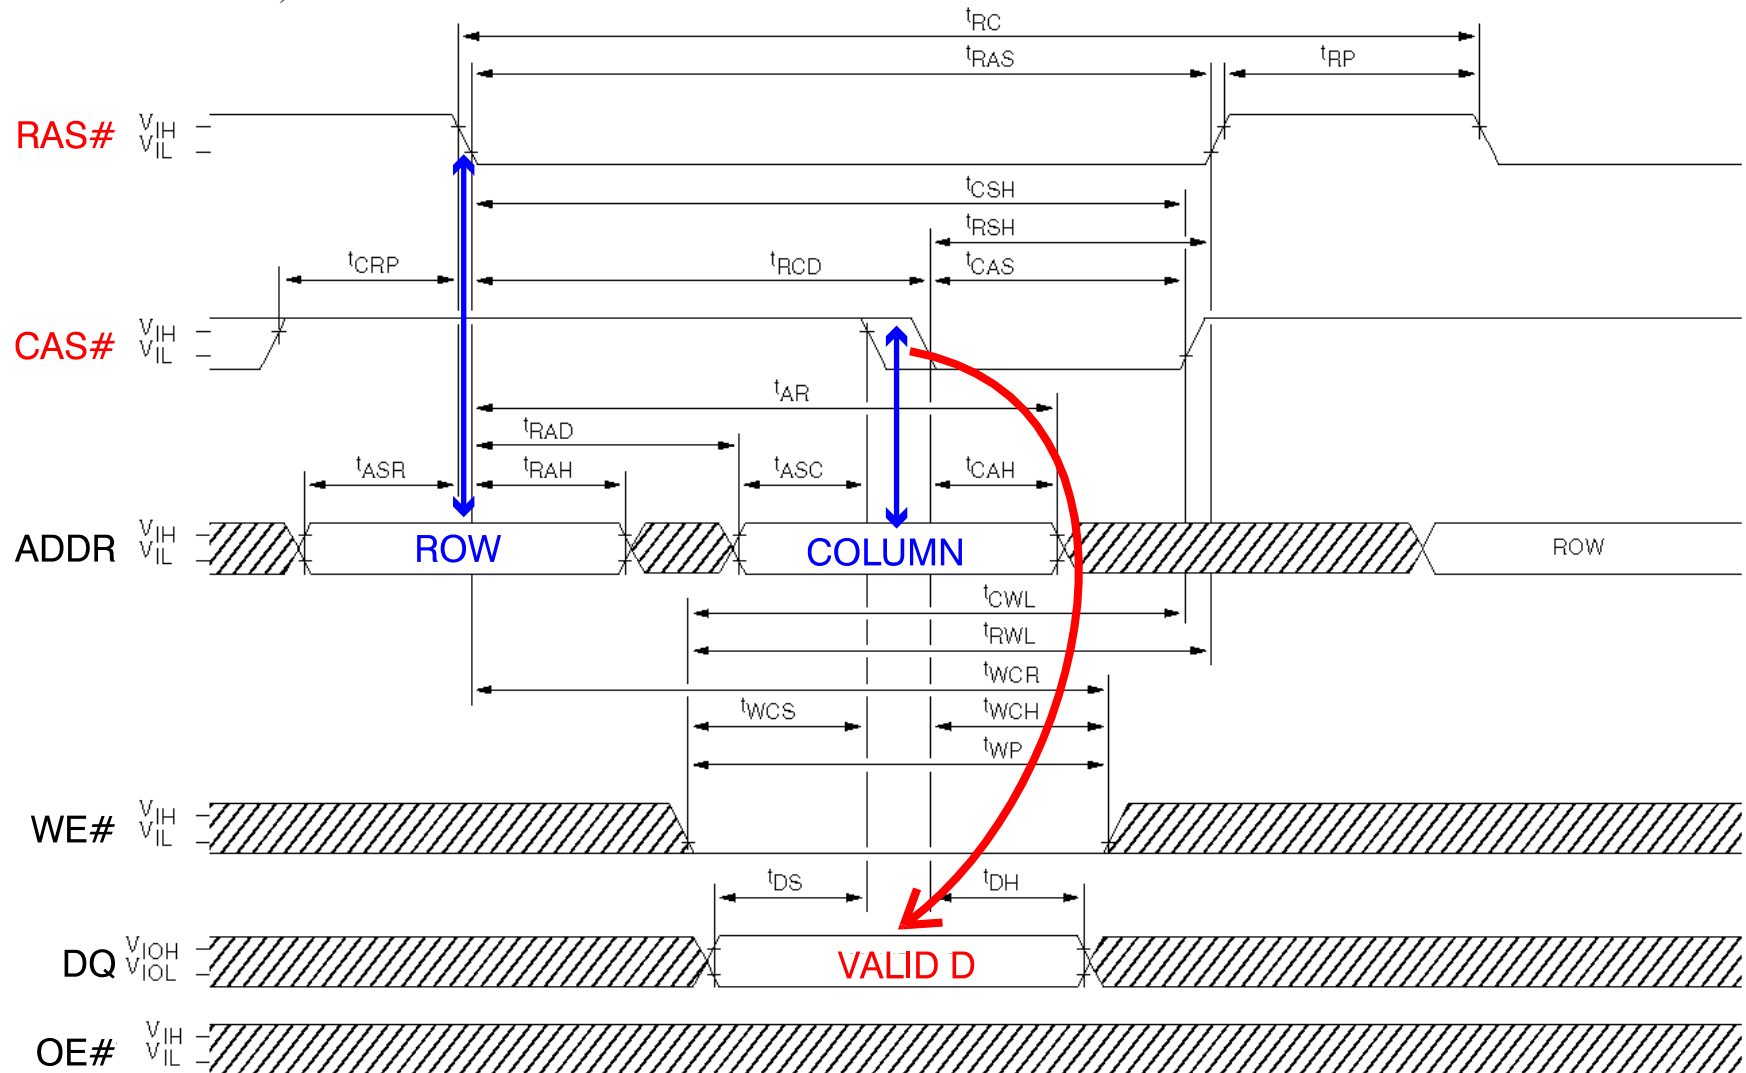 tRC
tRAS
tRP
RAS# VIH
VIL
tCSH
tRSH
tCRP
tRCD
tCAS
CAS# VIH
VIL
tAR
tRAD
tASR
tRAH
tASC
tCAH
ADDR VIH
VIL
ROW
COLUMN
ROW
tCWL
tRWL
tWCR
tWCS
tWCH
tWP
WE# VIH
VIL
tDS
tDH
DQ VIOH
VIOL
VALID D
OE# VIH
VIL